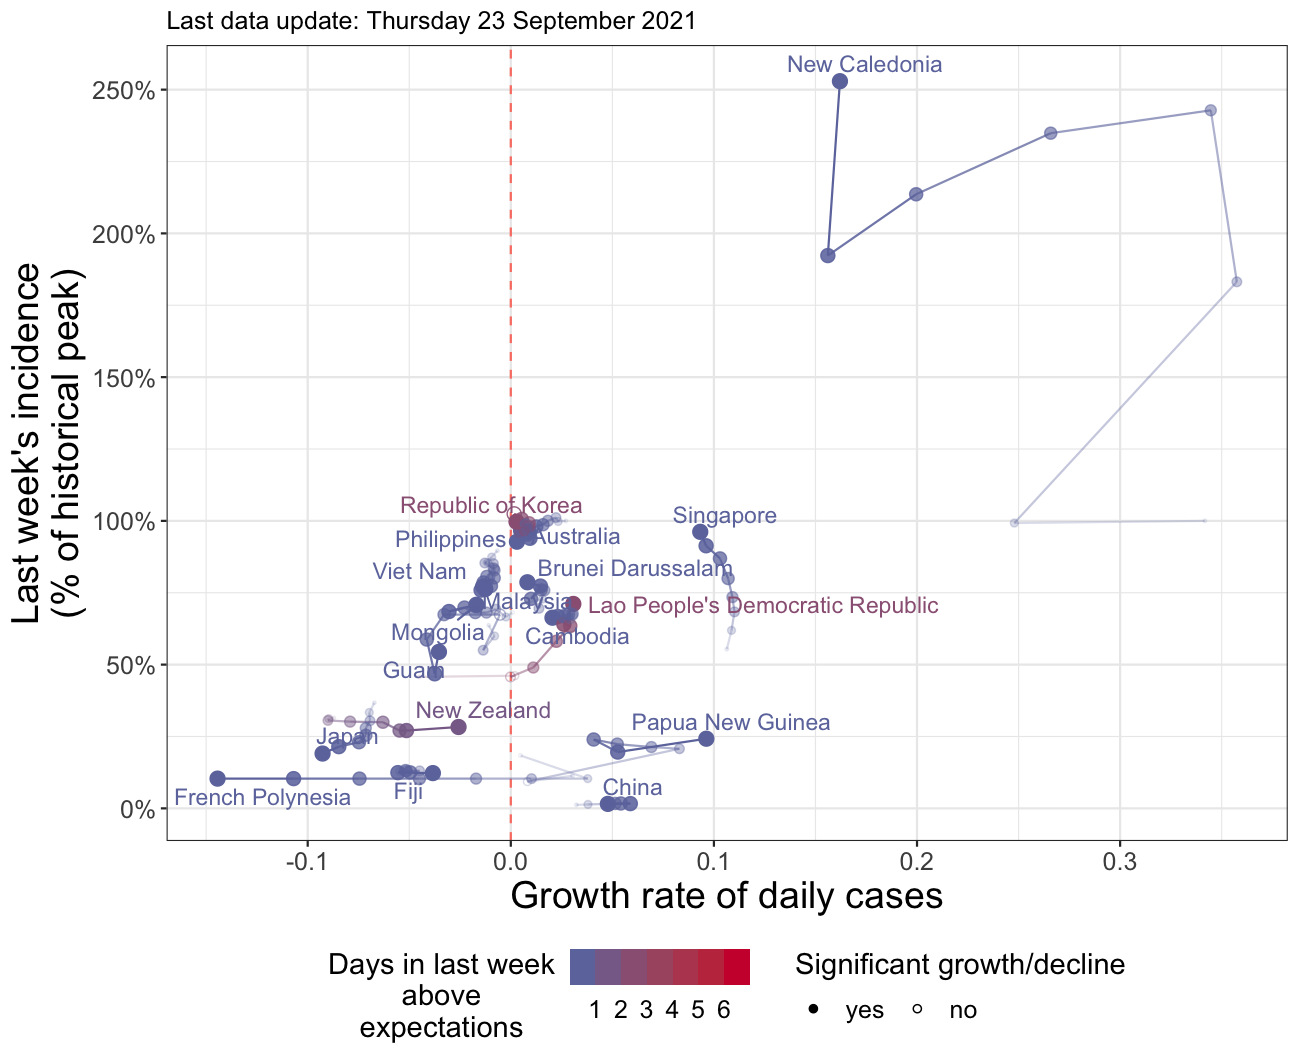 Last data update: Thursday 23 September 2021
Last week's incidence
(% of historical peak)
250%
200%
150%
100%
50%
0%
New Caledonia
Republic of Korea
Singapore
Philippines
Australia
Viet Nam
Brunei Darussalam
Malaysia
Lao People's Democratic Republic
Mongolia
Cambodia
Guam
New Zealand
Papua New Guinea
Japan
French Polynesia
Fiji
China
-0.1
0.0
0.1
0.2
0.3
Growth rate of daily cases
Days in last week
above
expectations
1 2 3 4 5 6
Significant growth/decline
yes
no